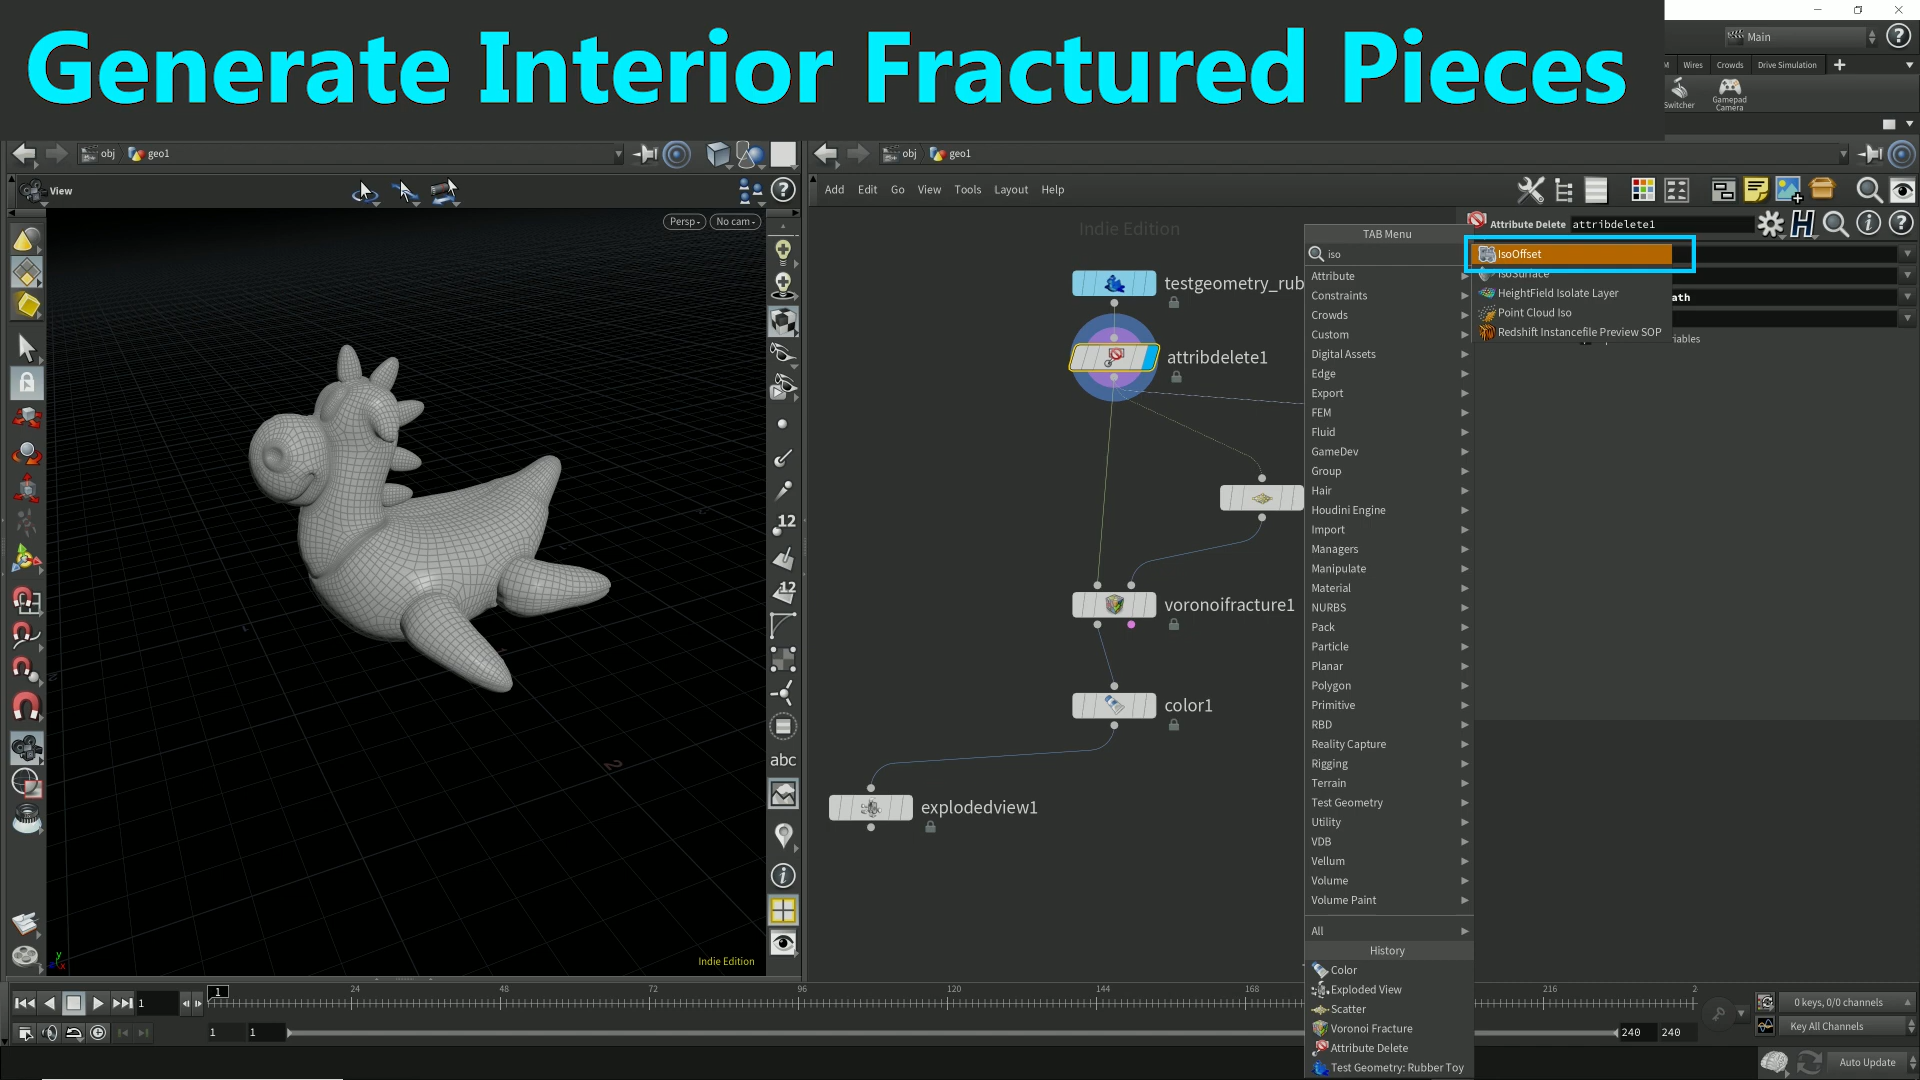 Generate Interior Fractured Pieces
Main
Wires Crowds Drive Simulation
Switcher Gamepad Camera
obj geo1
obj geo1
View
Add Edit Go View Tools Layout Help
Persp No cam
Indie Edition
TAB Menu
iso
Attribute Delete attribdelete1
IsoOffset
IsoSurface
HeightField Isolate Layer
Point Cloud Iso
Redshift Instancefile Preview SOP
ath
iables
Attribute
Constraints
Crowds
Custom
Digital Assets
Edge
Export
FEM
Fluid
GameDev
Group
Hair
Houdini Engine
Import
Managers
Manipulate
Material
NURBS
Pack
Particle
Planar
Polygon
Primitive
RBD
Reality Capture
Rigging
Terrain
Test Geometry
Utility
VDB
Vellum
Volume
Volume Paint
All
History
Color
Exploded View
Scatter
Voronoi Fracture
Attribute Delete
Test Geometry: Rubber Toy
testgeometry_rub
attribdelete1
voronoifracture1
color1
explodedview1
12
12
abc
2
Indie Edition
1
1 24 48 72 96 120 144 168 216 2
1 1 240 240
0 keys, 0/0 channels
Key All Channels
Auto Update